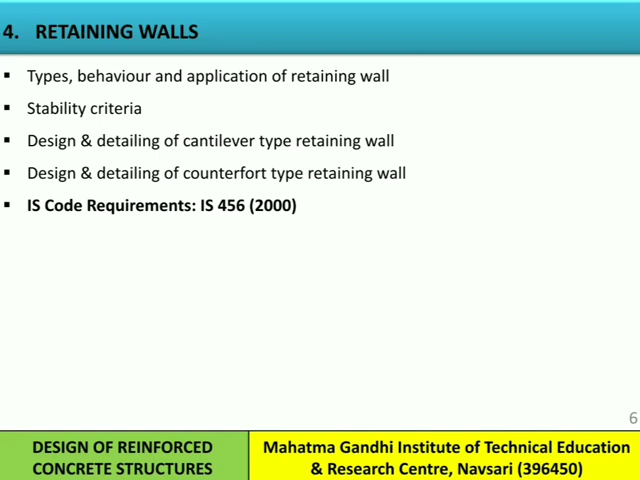 4. RETAINING WALLS
▪ Types, behaviour and application of retaining wall
▪ Stability criteria
▪ Design & detailing of cantilever type retaining wall
▪ Design & detailing of counterfort type retaining wall
▪ IS Code Requirements: IS 456 (2000)
6
DESIGN OF REINFORCED
CONCRETE STRUCTURES
Mahatma Gandhi Institute of Technical Education
& Research Centre, Navsari (396450)